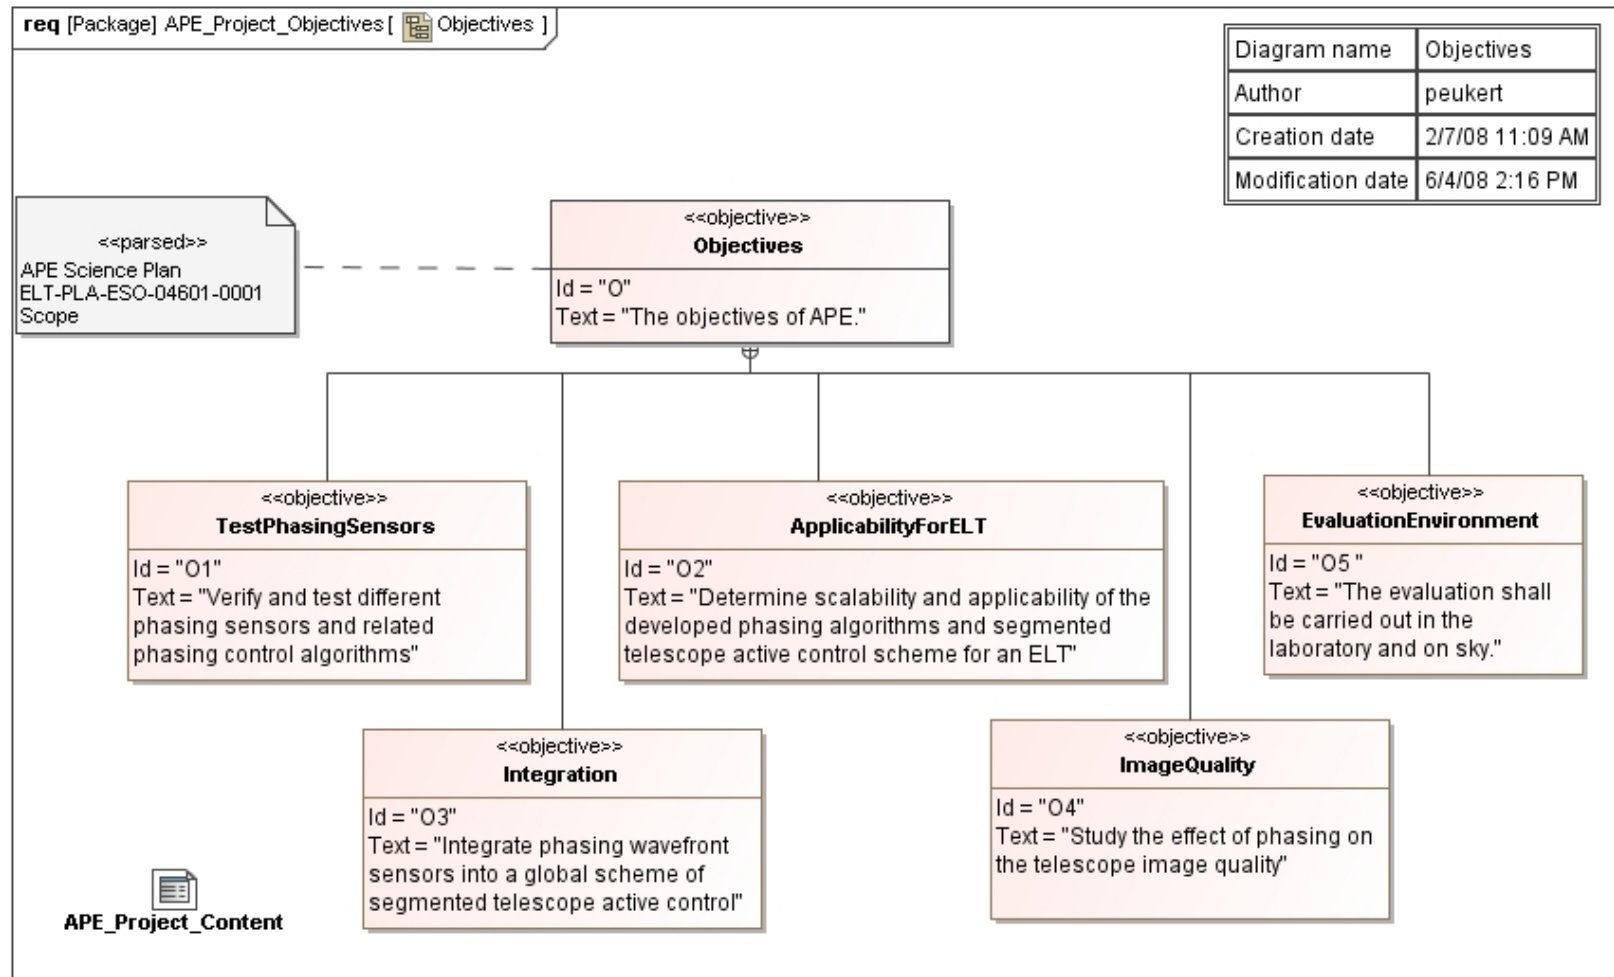 req [Package] APE_Project_Objectives [ Objectives ]
Diagram name Objectives
Author peukert
Creation date 2/7/08 11:09 AM
Modification date 6/4/08 2:16 PM
<<parsed>>
APE Science Plan
ELT-PLA-ESO-04601-0001
Scope
<<objective>>
Objectives
Id = "O"
Text = "The objectives of APE."
<<objective>>
TestPhasingSensors
Id = "O1"
Text = "Verify and test different
phasing sensors and related
phasing control algorithms"
<<objective>>
ApplicabilityForELT
Id = "O2"
Text = "Determine scalability and applicability of the
developed phasing algorithms and segmented
telescope active control scheme for an ELT"
<<objective>>
EvaluationEnvironment
Id = "O5 "
Text = "The evaluation shall
be carried out in the
laboratory and on sky."
<<objective>>
Integration
Id = "O3"
Text = "Integrate phasing wavefront
sensors into a global scheme of
segmented telescope active control"
<<objective>>
ImageQuality
Id = "O4"
Text = "Study the effect of phasing on
the telescope image quality"
APE_Project_Content